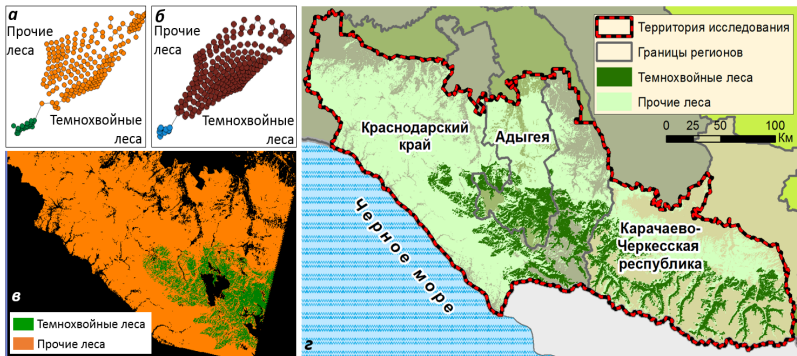 а
Прочие
леса
Темнохвойные
леса
б
Прочие
леса
Темнохвойные
леса
в
Темнохвойные леса
Прочие леса
Территория исследования
Границы регионов
Темнохвойные леса
Прочие леса
0 25 50 100
Км
Краснодарский
край
Адыгея
Карачаево-
Черкесская
республика
Черное море
г